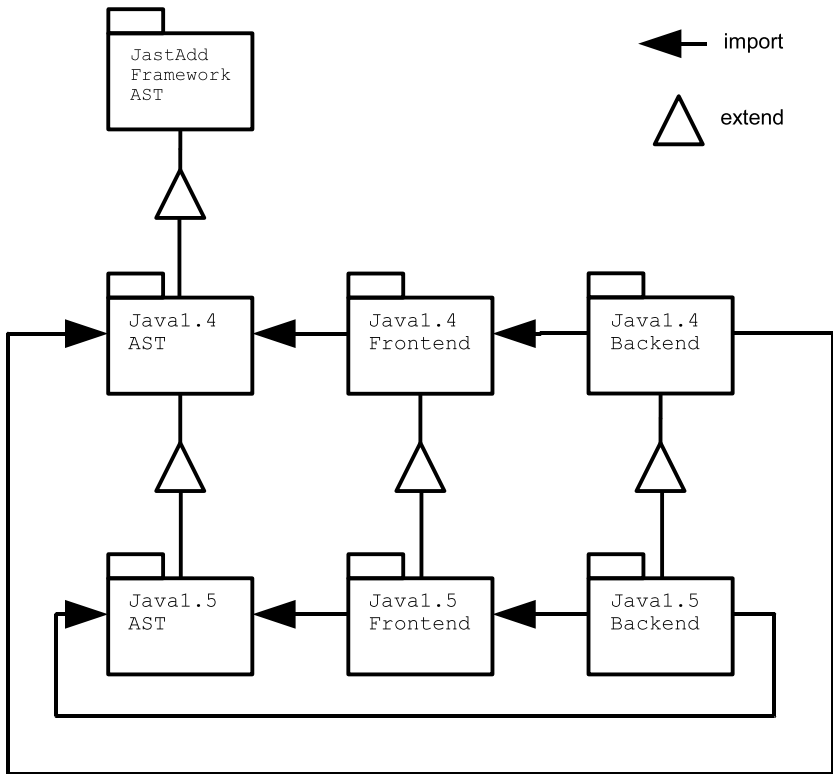 JastAdd
Framework
AST
import
extend
Java1.4
AST
Java1.4
Frontend
Java1.4
Backend
Java1.5
AST
Java1.5
Frontend
Java1.5
Backend